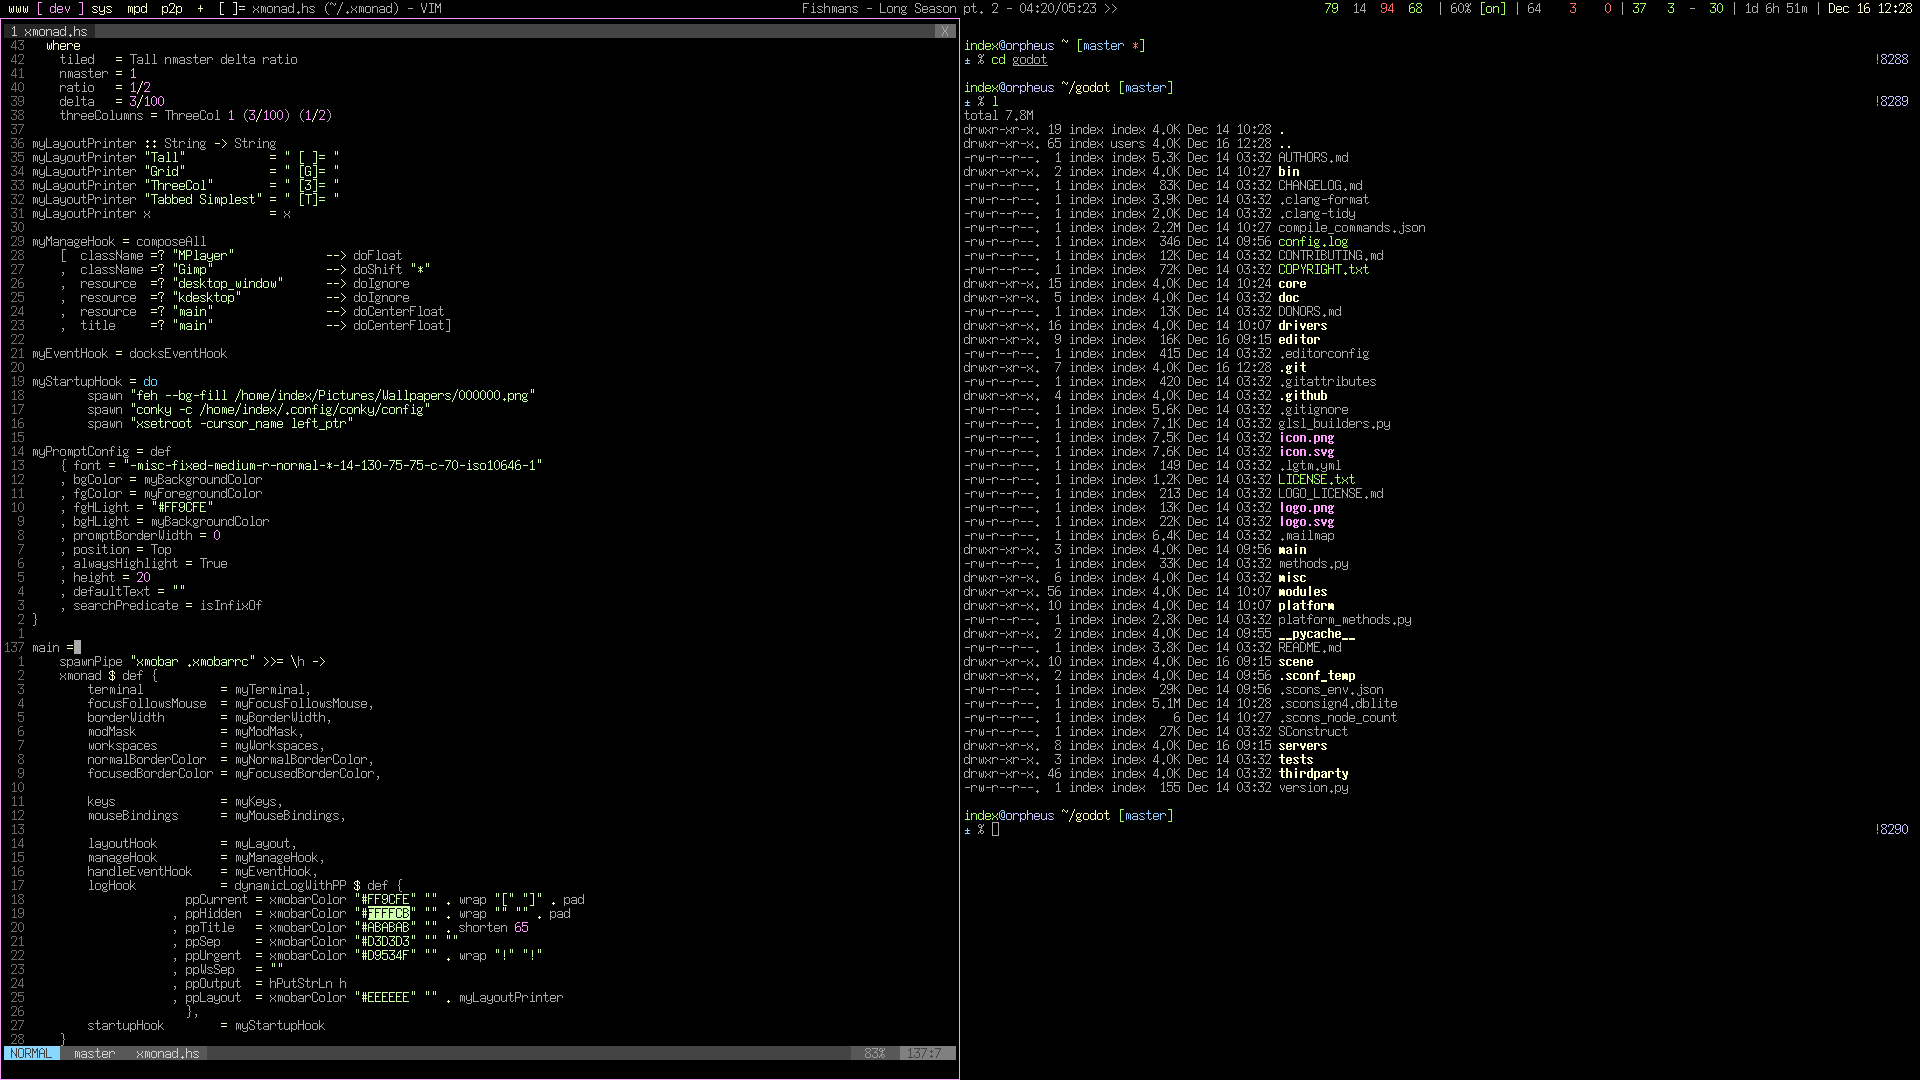 www [ dev ] sys  mpd  p2p  +  [ ]= xmonad.hs (~/.xmonad) - VIM
Fishmans - Long Season pt. 2 - 04:20/05:23 >>
79  14  94  68  | 60% [on] | 64    3    0 | 37   3  -  30 | 1d 6h 51m | Dec 16 12:28
1 xmonad.hs X
43   where
42     tiled   = Tall nmaster delta ratio
41     nmaster = 1
40     ratio   = 1/2
39     delta   = 3/100
38     threeColumns = ThreeCol 1 (3/100) (1/2)
37
36 myLayoutPrinter :: String -> String
35 myLayoutPrinter "Tall"            = " [ ]= "
34 myLayoutPrinter "Grid"            = " [G]= "
33 myLayoutPrinter "ThreeCol"        = " [3]= "
32 myLayoutPrinter "Tabbed Simplest" = " [T]= "
31 myLayoutPrinter x                 = x
30
29 myManageHook = composeAll
28     [  className =? "MPlayer"             --> doFloat
27     ,  className =? "Gimp"                --> doShift "*"
26     ,  resource  =? "desktop_window"      --> doIgnore
25     ,  resource  =? "kdesktop"            --> doIgnore
24     ,  resource  =? "main"                --> doCenterFloat
23     ,  title     =? "main"                --> doCenterFloat]
22
21 myEventHook = docksEventHook
20
19 myStartupHook = do
18         spawn "feh --bg-fill /home/index/Pictures/Wallpapers/000000.png"
17         spawn "conky -c /home/index/.config/conky/config"
16         spawn "xsetroot -cursor_name left_ptr"
15
14 myPromptConfig = def
13     { font = "-misc-fixed-medium-r-normal-*-14-130-75-75-c-70-iso10646-1"
12     , bgColor = myBackgroundColor
11     , fgColor = myForegroundColor
10     , fgHLight = "#FF9CFE"
9     , bgHLight = myBackgroundColor
8     , promptBorderWidth = 0
7     , position = Top
6     , alwaysHighlight = True
5     , height = 20
4     , defaultText = ""
3     , searchPredicate = isInfixOf
2 }
1
137 main =
1     spawnPipe "xmobar .xmobarrc" >>= \h ->
2     xmonad $ def {
3         terminal           = myTerminal,
4         focusFollowsMouse  = myFocusFollowsMouse,
5         borderWidth        = myBorderWidth,
6         modMask            = myModMask,
7         workspaces         = myWorkspaces,
8         normalBorderColor  = myNormalBorderColor,
9         focusedBorderColor = myFocusedBorderColor,
10
11         keys               = myKeys,
12         mouseBindings      = myMouseBindings,
13
14         layoutHook         = myLayout,
15         manageHook         = myManageHook,
16         handleEventHook    = myEventHook,
17         logHook            = dynamicLogWithPP $ def {
18                       ppCurrent = xmobarColor "#FF9CFE" "" . wrap "[" "]" . pad
19                     , ppHidden  = xmobarColor "#FFFFCB" "" . wrap "" "" . pad
20                     , ppTitle   = xmobarColor "#ABABAB" "" . shorten 65
21                     , ppSep     = xmobarColor "#D3D3D3" "" ""
22                     , ppUrgent  = xmobarColor "#D9534F" "" . wrap "!" "!"
23                     , ppWsSep   = ""
24                     , ppOutput  = hPutStrLn h
25                     , ppLayout  = xmobarColor "#EEEEEE" "" . myLayoutPrinter
26                       },
27         startupHook        = myStartupHook
28     }
NORMAL  master  xmonad.hs  83%  137:7
index@orpheus ~ [master *]
± % cd godot !8288
index@orpheus ~/godot [master]
± % l !8289
total 7.8M
drwxr-xr-x. 19 index index 4.0K Dec 14 10:28 .
drwxr-xr-x. 65 index users 4.0K Dec 16 12:28 ..
-rw-r--r--.  1 index index 5.3K Dec 14 03:32 AUTHORS.md
drwxr-xr-x.  2 index index 4.0K Dec 14 10:27 bin
-rw-r--r--.  1 index index  83K Dec 14 03:32 CHANGELOG.md
-rw-r--r--.  1 index index 3.9K Dec 14 03:32 .clang-format
-rw-r--r--.  1 index index 2.0K Dec 14 03:32 .clang-tidy
-rw-r--r--.  1 index index 2.2M Dec 14 10:27 compile_commands.json
-rw-r--r--.  1 index index  346 Dec 14 09:56 config.log
-rw-r--r--.  1 index index  12K Dec 14 03:32 CONTRIBUTING.md
-rw-r--r--.  1 index index  72K Dec 14 03:32 COPYRIGHT.txt
drwxr-xr-x. 15 index index 4.0K Dec 14 10:24 core
drwxr-xr-x.  5 index index 4.0K Dec 14 03:32 doc
-rw-r--r--.  1 index index  13K Dec 14 03:32 DONORS.md
drwxr-xr-x. 16 index index 4.0K Dec 14 10:07 drivers
drwxr-xr-x.  9 index index  16K Dec 16 09:15 editor
-rw-r--r--.  1 index index  415 Dec 14 03:32 .editorconfig
drwxr-xr-x.  7 index index 4.0K Dec 16 12:28 .git
-rw-r--r--.  1 index index  420 Dec 14 03:32 .gitattributes
drwxr-xr-x.  4 index index 4.0K Dec 14 03:32 .github
-rw-r--r--.  1 index index 5.6K Dec 14 03:32 .gitignore
-rw-r--r--.  1 index index 7.1K Dec 14 03:32 glsl_builders.py
-rw-r--r--.  1 index index 7.5K Dec 14 03:32 icon.png
-rw-r--r--.  1 index index 7.6K Dec 14 03:32 icon.svg
-rw-r--r--.  1 index index  149 Dec 14 03:32 .lgtm.yml
-rw-r--r--.  1 index index 1.2K Dec 14 03:32 LICENSE.txt
-rw-r--r--.  1 index index  213 Dec 14 03:32 LOGO_LICENSE.md
-rw-r--r--.  1 index index  13K Dec 14 03:32 logo.png
-rw-r--r--.  1 index index  22K Dec 14 03:32 logo.svg
-rw-r--r--.  1 index index 6.4K Dec 14 03:32 .mailmap
drwxr-xr-x.  3 index index 4.0K Dec 14 09:56 main
-rw-r--r--.  1 index index  33K Dec 14 03:32 methods.py
drwxr-xr-x.  6 index index 4.0K Dec 14 03:32 misc
drwxr-xr-x. 56 index index 4.0K Dec 14 10:07 modules
drwxr-xr-x. 10 index index 4.0K Dec 14 10:07 platform
-rw-r--r--.  1 index index 2.8K Dec 14 03:32 platform_methods.py
drwxr-xr-x.  2 index index 4.0K Dec 14 09:55 __pycache__
-rw-r--r--.  1 index index 3.8K Dec 14 03:32 README.md
drwxr-xr-x. 10 index index 4.0K Dec 16 09:15 scene
drwxr-xr-x.  2 index index 4.0K Dec 14 09:56 .sconf_temp
-rw-r--r--.  1 index index  29K Dec 14 09:56 .scons_env.json
-rw-r--r--.  1 index index 5.1M Dec 14 10:28 .sconsign4.dblite
-rw-r--r--.  1 index index    6 Dec 14 10:27 .scons_node_count
-rw-r--r--.  1 index index  27K Dec 14 03:32 SConstruct
drwxr-xr-x.  8 index index 4.0K Dec 16 09:15 servers
drwxr-xr-x.  3 index index 4.0K Dec 14 03:32 tests
drwxr-xr-x. 46 index index 4.0K Dec 14 03:32 thirdparty
-rw-r--r--.  1 index index  155 Dec 14 03:32 version.py
index@orpheus ~/godot [master]
± % !8290